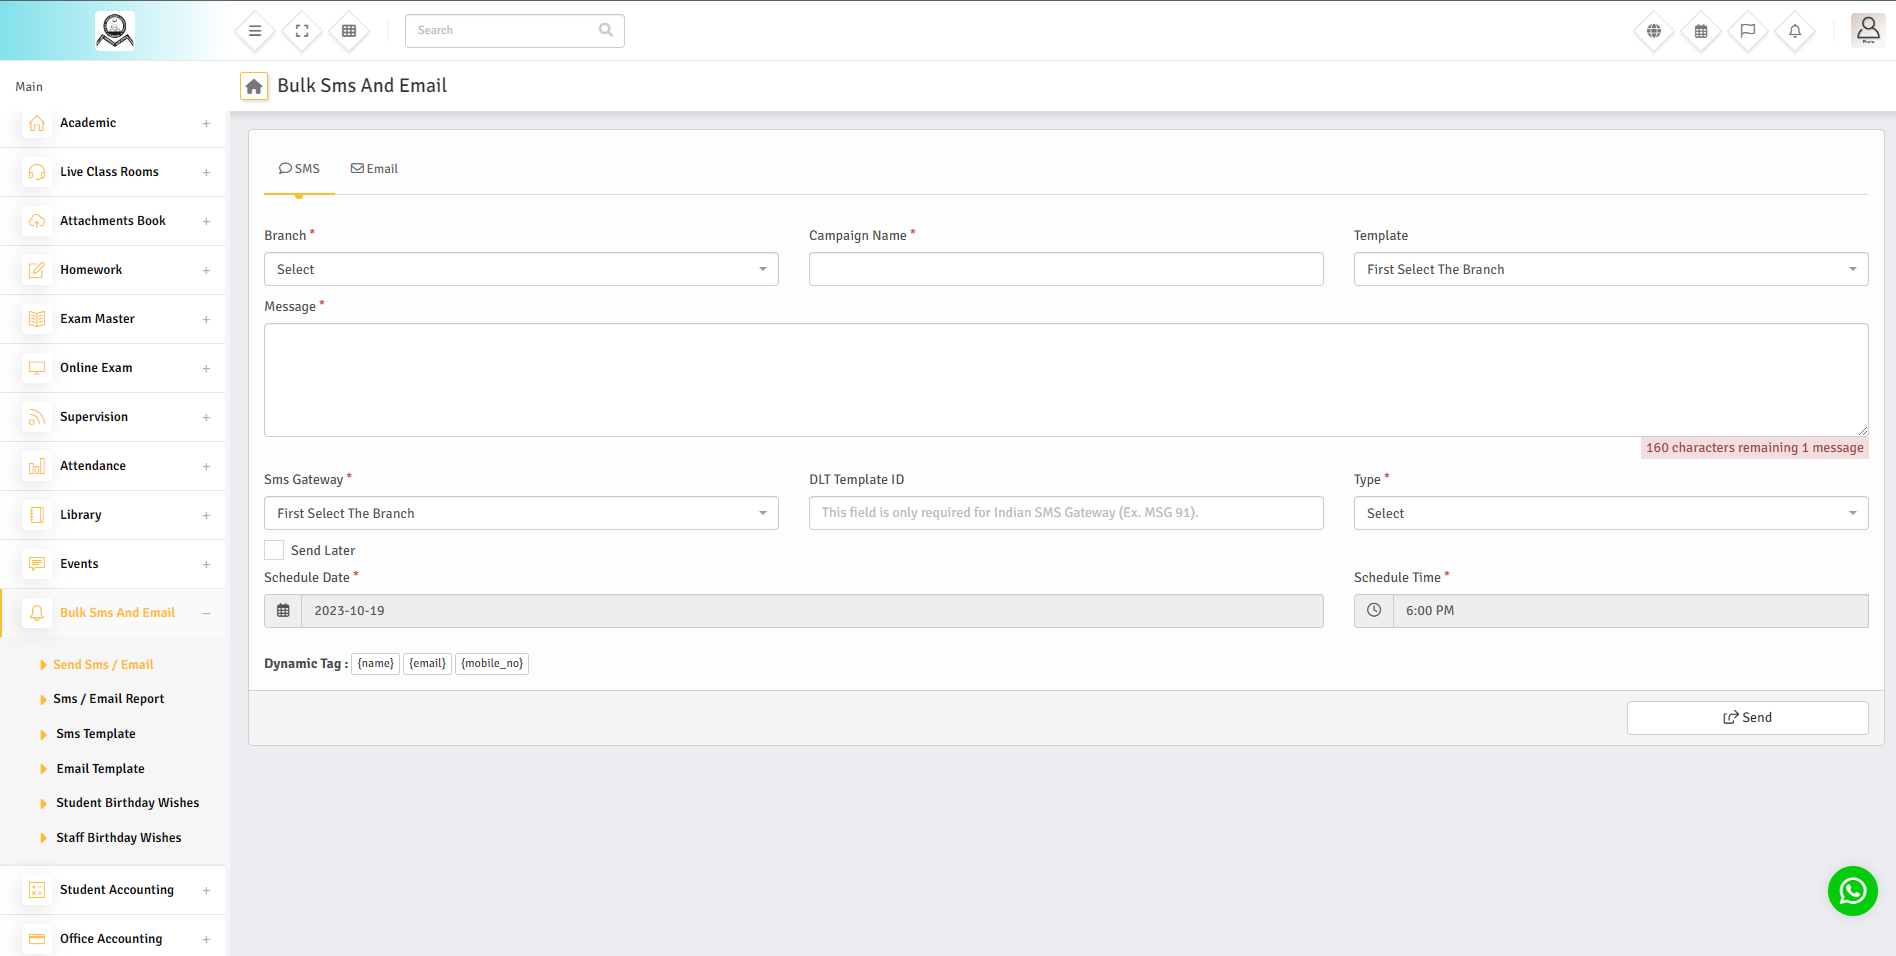 Search
Main
Bulk Sms And Email
Academic
Live Class Rooms
Attachments Book
Homework
Exam Master
Online Exam
Supervision
Attendance
Library
Events
Bulk Sms And Email
Send Sms / Email
Sms / Email Report
Sms Template
Email Template
Student Birthday Wishes
Staff Birthday Wishes
Student Accounting
Office Accounting
SMS Email
Branch * Campaign Name * Template
Select First Select The Branch
Message *
160 characters remaining 1 message
Sms Gateway * DLT Template ID Type *
First Select The Branch This field is only required for Indian SMS Gateway (Ex. MSG 91). Select
Send Later
Schedule Date * Schedule Time *
2023-10-19 6:00 PM
Dynamic Tag : {name} {email} {mobile_no}
Send